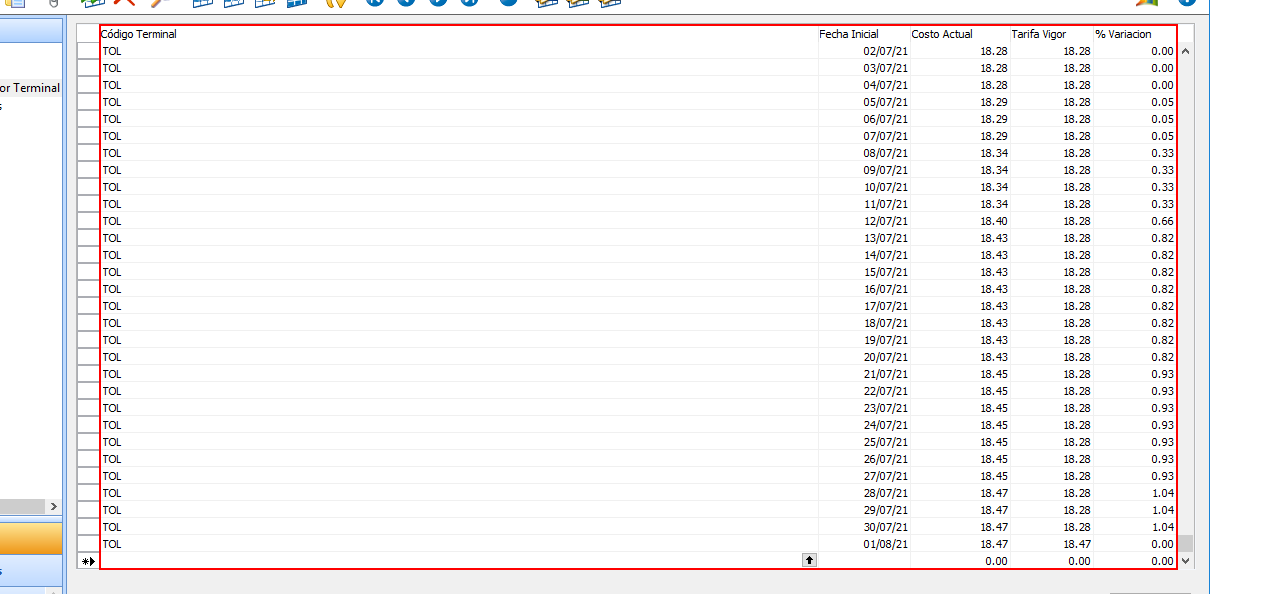 Código Terminal Fecha Inicial Costo Actual Tarifa Vigor % Variacion
TOL 02/07/21 18.28 18.28 0.00
TOL 03/07/21 18.28 18.28 0.00
or Terminal
TOL 04/07/21 18.28 18.28 0.00
s
TOL 05/07/21 18.29 18.28 0.05
TOL 06/07/21 18.29 18.28 0.05
TOL 07/07/21 18.29 18.28 0.05
TOL 08/07/21 18.34 18.28 0.33
TOL 09/07/21 18.34 18.28 0.33
TOL 10/07/21 18.34 18.28 0.33
TOL 11/07/21 18.34 18.28 0.33
TOL 12/07/21 18.40 18.28 0.66
TOL 13/07/21 18.43 18.28 0.82
TOL 14/07/21 18.43 18.28 0.82
TOL 15/07/21 18.43 18.28 0.82
TOL 16/07/21 18.43 18.28 0.82
TOL 17/07/21 18.43 18.28 0.82
TOL 18/07/21 18.43 18.28 0.82
TOL 19/07/21 18.43 18.28 0.82
TOL 20/07/21 18.43 18.28 0.82
TOL 21/07/21 18.45 18.28 0.93
TOL 22/07/21 18.45 18.28 0.93
TOL 23/07/21 18.45 18.28 0.93
TOL 24/07/21 18.45 18.28 0.93
TOL 25/07/21 18.45 18.28 0.93
TOL 26/07/21 18.45 18.28 0.93
TOL 27/07/21 18.45 18.28 0.93
TOL 28/07/21 18.47 18.28 1.04
TOL 29/07/21 18.47 18.28 1.04
TOL 30/07/21 18.47 18.28 1.04
TOL 01/08/21 18.47 18.47 0.00
0.00 0.00 0.00
s